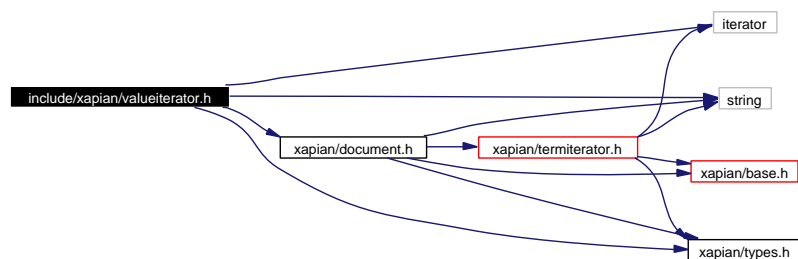 iterator
include/xapian/valueiterator.h
string
xapian/document.h
xapian/termiterator.h
xapian/base.h
xapian/types.h